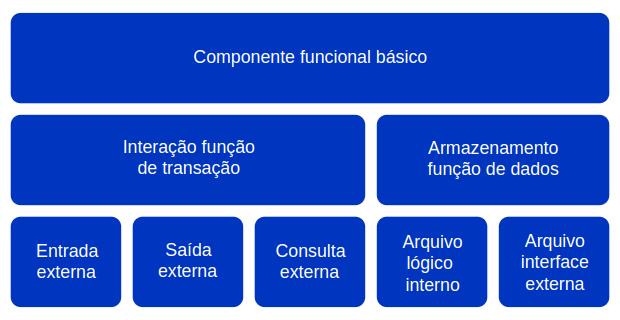 Componente funcional básico
Interação função
de transação
Armazenamento
função de dados
Entrada
externa
Saída
externa
Consulta
externa
Arquivo
lógico
interno
Arquivo
interface
externa